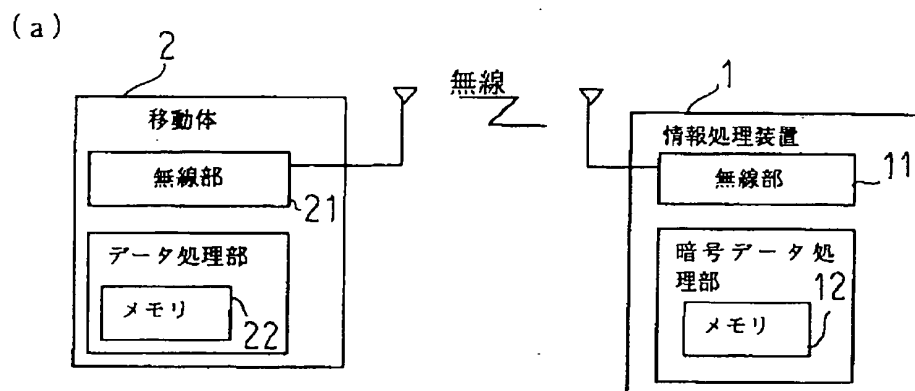 (a)
2
移動体
無線部
21
データ処理部
メモリ
22
無線
1
情報処理装置
無線部
11
暗号データ処
理部
メモリ
12